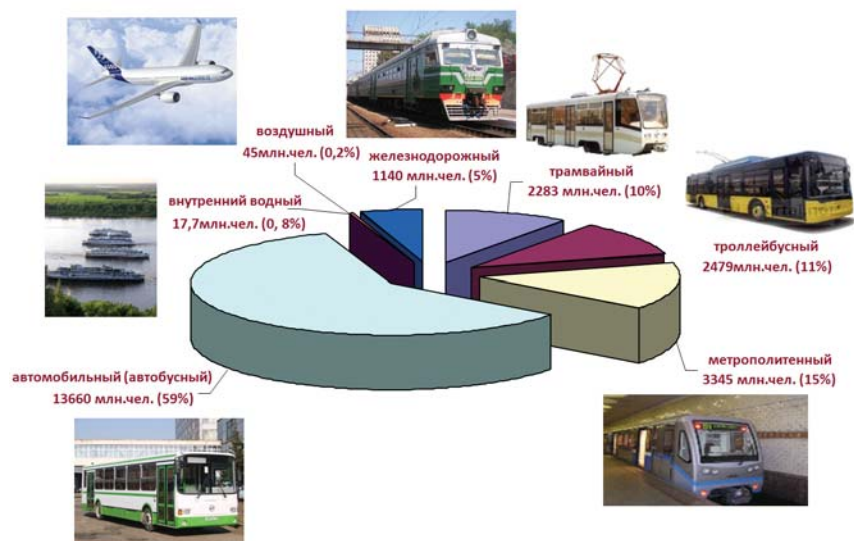 воздушный
45млн.чел. (0,2%)
железнодорожный
1140 млн.чел. (5%)
трамвайный
2283 млн.чел. (10%)
внутренний водный
17,7млн.чел. (0, 8%)
троллейбусный
2479млн.чел. (11%)
автомобильный (автобусный)
13660 млн.чел. (59%)
метрополитенный
3345 млн.чел. (15%)